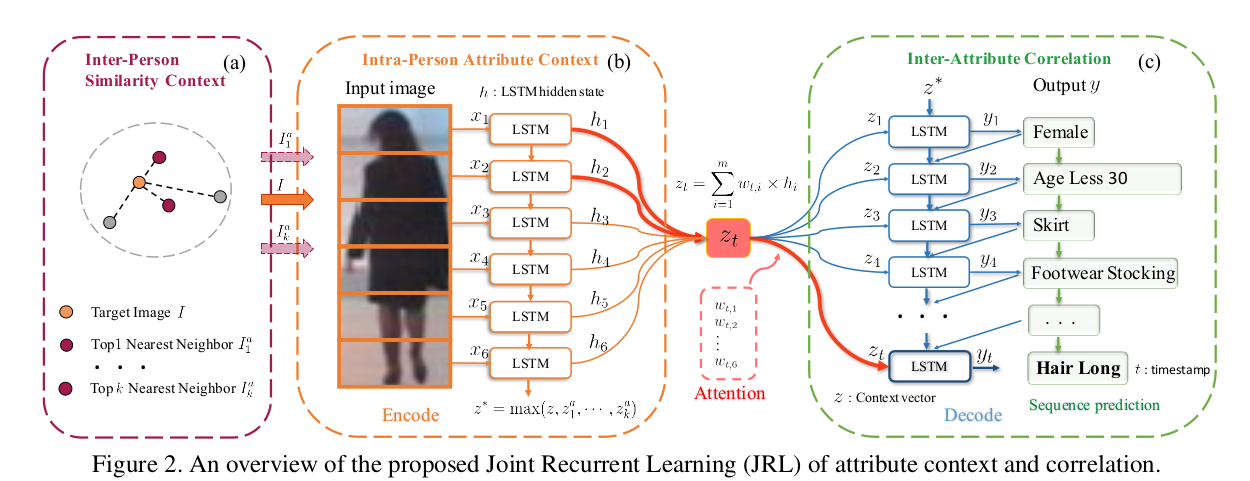 Inter-Person
Similarity Context
(a)
Target Image I
Top1 Nearest Neighbor I_1^a
. . .
Top k Nearest Neighbor I_k^a
I_1^a
I
I_k^a
Intra-Person Attribute Context (b)
Input image
h : LSTM hidden state
x_1 LSTM h_1
x_2 LSTM h_2
x_3 LSTM h_3
x_4 LSTM h_4
x_5 LSTM h_5
x_6 LSTM h_6
Encode
z^* = max(z, z_1^a, ⋯ , z_k^a)
z_t = \sum_{i=1}^{m} w_{t,i} × h_i
z_t
w_{t,1}
w_{t,2}
⋮
w_{t,6}
Attention
Inter-Attribute Correlation (c)
z^*
Output y
z_1 LSTM y_1 Female
z_2 LSTM y_2 Age Less 30
z_3 LSTM y_3 Skirt
z_4 LSTM y_4 Footwear Stocking
. . . . . .
z_t LSTM y_t Hair Long t : timestamp
z : Context vector
Decode
Sequence prediction
Figure 2. An overview of the proposed Joint Recurrent Learning (JRL) of attribute context and correlation.